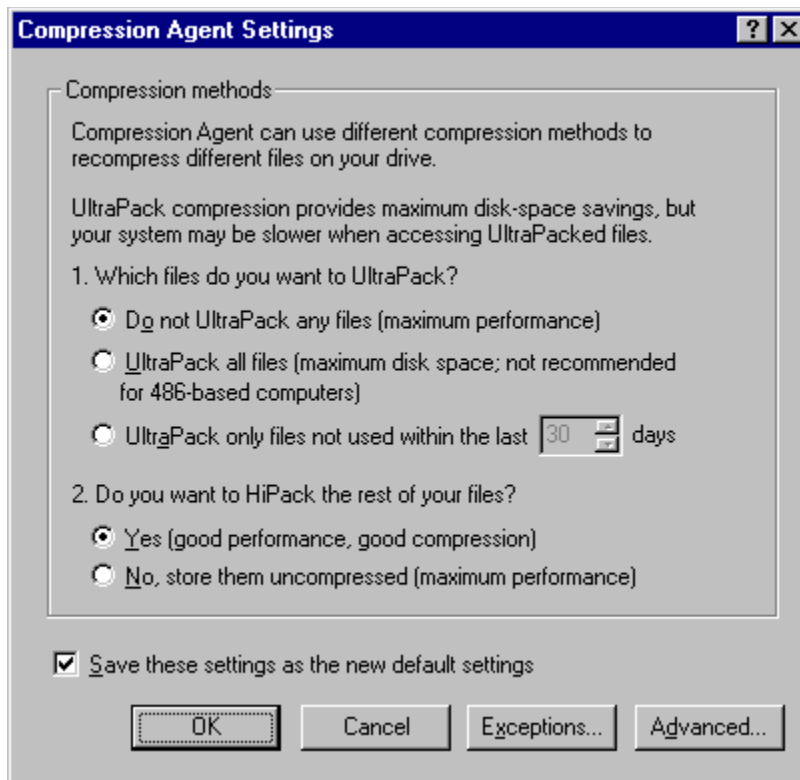 Compression Agent Settings
Compression methods
Compression Agent can use different compression methods to
recompress different files on your drive.
UltraPack compression provides maximum disk-space savings, but
your system may be slower when accessing UltraPacked files.
1. Which files do you want to UltraPack?
Do not UltraPack any files (maximum performance)
UltraPack all files (maximum disk space; not recommended
for 486-based computers)
UltraPack only files not used within the last 30 days
2. Do you want to HiPack the rest of your files?
Yes (good performance, good compression)
No, store them uncompressed (maximum performance)
Save these settings as the new default settings
OK Cancel Exceptions... Advanced...